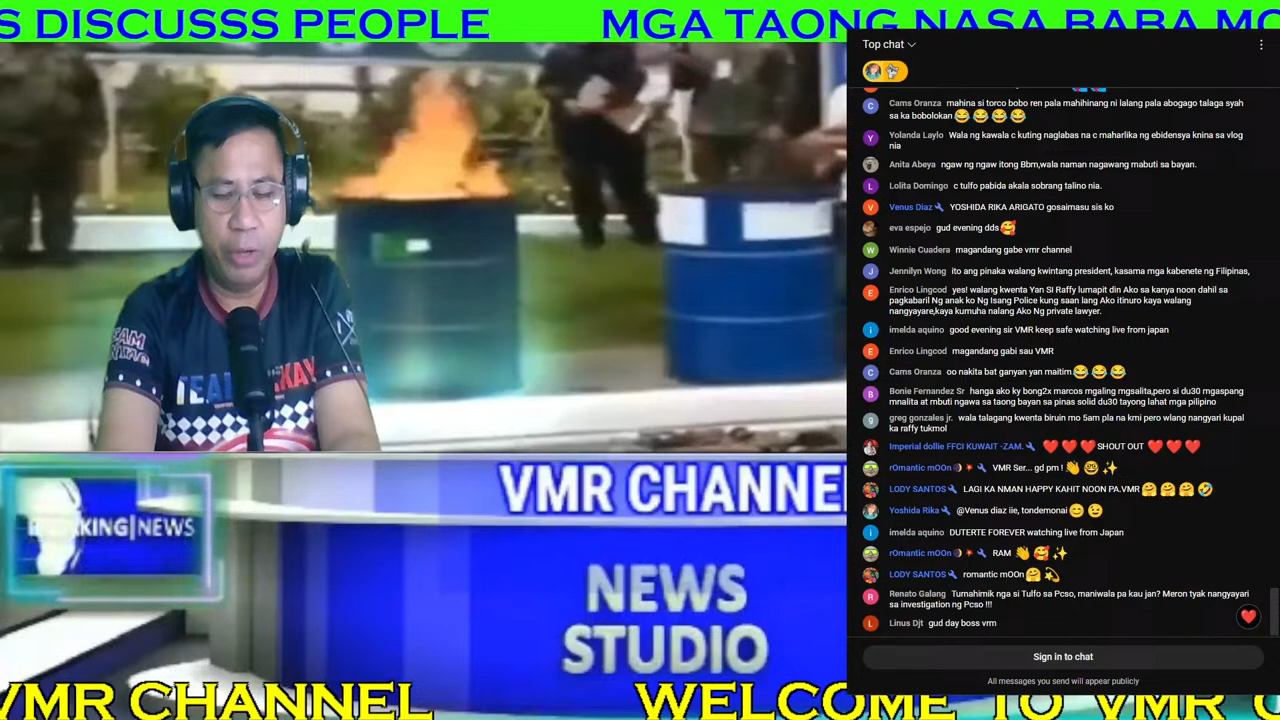 S DISCUSSS PEOPLE MGA TAONG NASA BABA MO
Top chat
Cams Oranza mahina si torco bobo ren pala mahihinang ni lalang pala abogago talaga syah
sa ka bobolokan😂😂😂😂
Yolanda Laylo Wala ng kawala c kuting naglabas na c maharlika ng ebidensya knina sa vlog
nia
Anita Abeya ngaw ng ngaw itong Bbm,wala naman nagawang mabuti sa bayan.
Lolita Domingo c tulfo pabida akala sobrang talino nia.
Venus Diaz YOSHIDA RIKA ARIGATO gosaimasu sis ko
eva espejo gud evening dds🥰
Winnie Cuadera magandang gabe vmr channel
Jennilyn Wong ito ang pinaka walang kwintang president, kasama mga kabenete ng Filipinas,
Enrico Lingcod yes! walang kwenta Yan SI Raffy lumapit din Ako sa kanya noon dahil sa
pagkabaril Ng anak ko Ng Isang Police kung saan lang Ako itinuro kaya walang
nangyayare,kaya kumuha nalang Ako Ng private lawyer.
imelda aquino good evening sir VMR keep safe watching live from japan
Enrico Lingcod magandang gabi sau VMR
Cams Oranza oo nakita bat ganyan yan maitim😂😂😂
Bonie Fernandez Sr hanga ako ky bong2x marcos mgaling mgsalita,pero si du30 mgaspang
mnalita at mbuti ngawa sa taong bayan sa pinas solid du30 tayong lahat mga pilipino
greg gonzales jr. wala talagang kwenta biruin mo 5am pla na kmi pero wlang nangyari kupal
ka raffy tukmol
Imperial dollie FFCI KUWAIT -ZAM. ❤️❤️❤️SHOUT OUT ❤️❤️❤️
rOmantic mOOn VMR Ser... gd pm ! 👋🤓✨
LODY SANTOS LAGI KA NMAN HAPPY KAHIT NOON PA.VMR🤗🤗🤗🤣
Yoshida Rika @Venus diaz iie, tondemonai😊😉
imelda aquino DUTERTE FOREVER watching live from Japan
rOmantic mOOn RAM 👋🥰✨
LODY SANTOS romantic mOOn🤗💫
Renato Galang Tumahimik nga si Tulfo sa Pcso, maniwala pa kau jan? Meron tyak nangyayari
sa investigation ng Pcso !!!
Linus Djt gud day boss vrm
Sign in to chat
All messages you send will appear publicly
VMR CHANNE
KING|NEWS
NEWS
STUDIO
VMR CHANNEL WELCOME TO VMR C